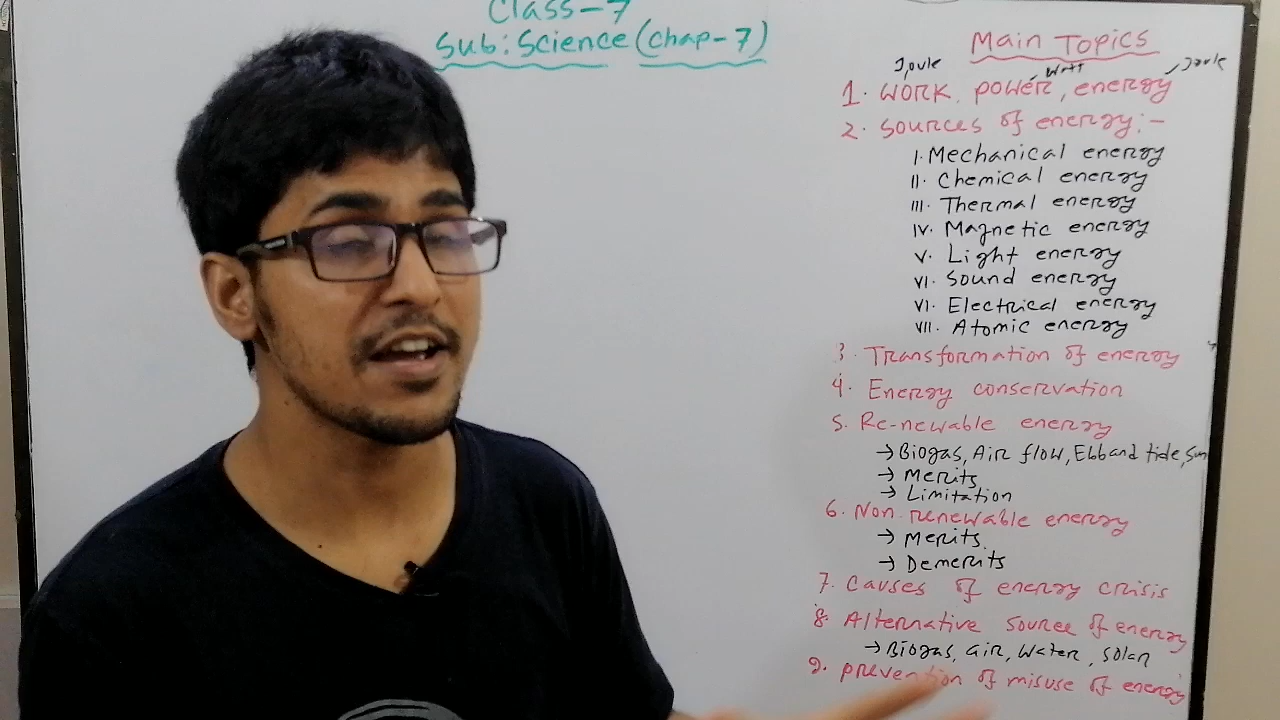 Class-7
Sub: Science (chap-7)
Main Topics
Joule Watt Joule
1. Work, power, energy
2. Sources of energy:-
I. Mechanical energy
II. Chemical energy
III. Thermal energy
IV. Magnetic energy
V. Light energy
VI. Sound energy
VI. Electrical energy
VII. Atomic energy
3. Transformation of energy
4. Energy conservation
5. Re-newable energy
→ Biogas, Air flow, Ebb and tide, sun
→ Merits
→ Limitation
6. Non-renewable energy
→ Merits
→ Demerits
7. Causes of energy crisis
8. Alternative source of energy
→ Biogas, air, water, solar
9. prevention of misuse of energy